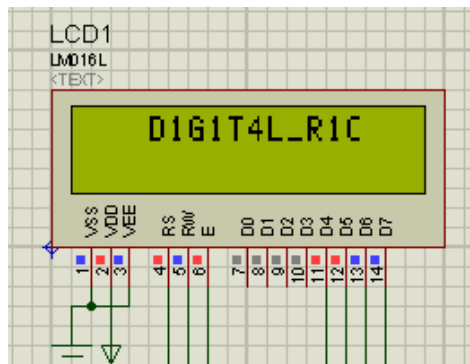 LCD1
LMD16L
<TEXT>
D1G1T4L_R1C
VSS VDD VEE RS RW E D0 D1 D2 D3 D4 D5 D6 D7
1 2 3 4 5 6 7 8 9 10 11 12 13 14